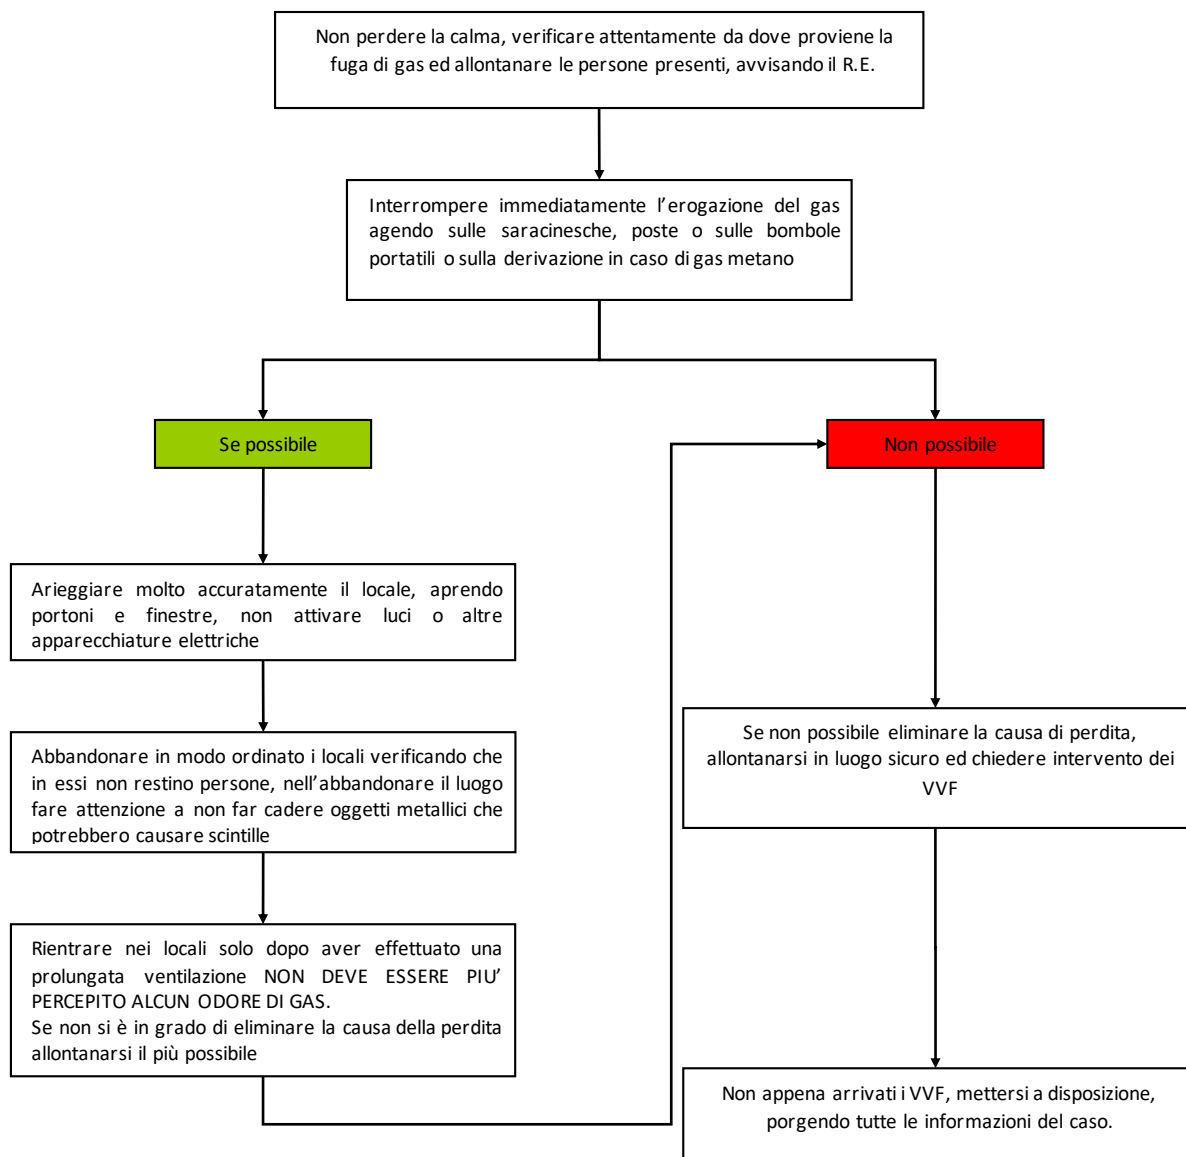 Non perdere la calma, verificare attentamente da dove proviene la
fuga di gas ed allontanare le persone presenti, avvisando il R.E.
Interrompere immediatamente l’erogazione del gas
agendo sulle saracinesche, poste o sulle bombole
portatili o sulla derivazione in caso di gas metano
Se possibile
Non possibile
Arieggiare molto accuratamente il locale, aprendo
portoni e finestre, non attivare luci o altre
apparecchiature elettriche
Abbandonare in modo ordinato i locali verificando che
in essi non restino persone, nell’abbandonare il luogo
fare attenzione a non far cadere oggetti metallici che
potrebbero causare scintille
Rientrare nei locali solo dopo aver effettuato una
prolungata ventilazione NON DEVE ESSERE PIU’
PERCEPITO ALCUN ODORE DI GAS.
Se non si è in grado di eliminare la causa della perdita
allontanarsi il più possibile
Se non possibile eliminare la causa di perdita,
allontanarsi in luogo sicuro ed chiedere intervento dei
VVF
Non appena arrivati i VVF, mettersi a disposizione,
porgendo tutte le informazioni del caso.